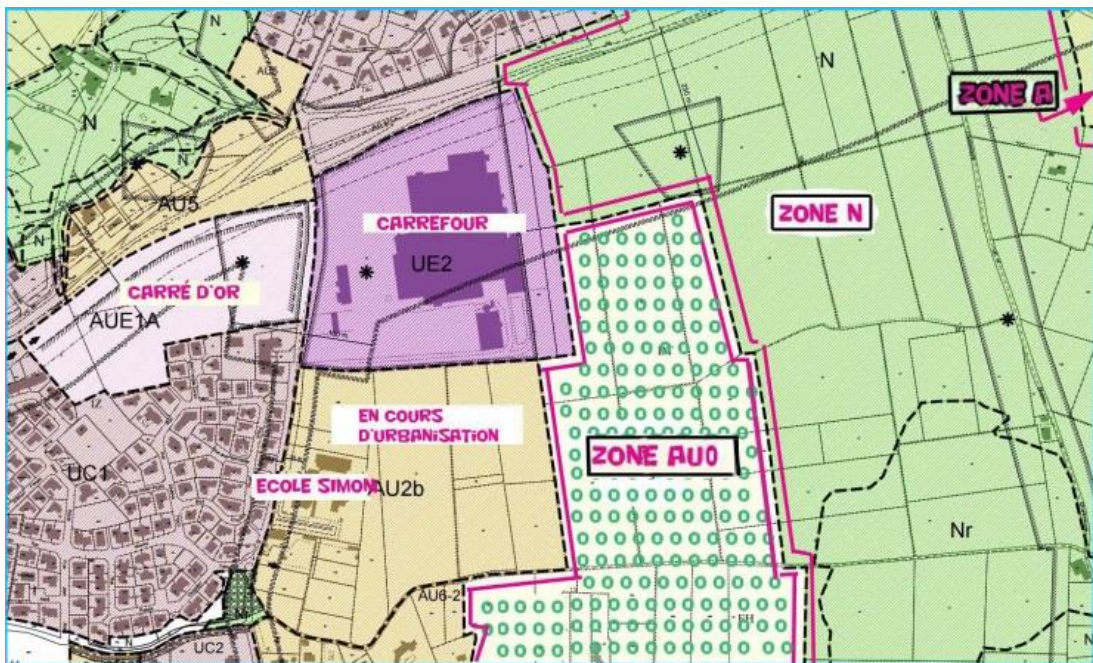 N
N
ZONE A
N
N
AU5
ZONE N
CARREFOUR
UE2
CARRÉ D'OR
AUE1A
N
EN COURS
D'URBANISATION
ZONE AU0
UC1
ECOLE SIMON
AU2b
Nr
AU6-2
UC2
N